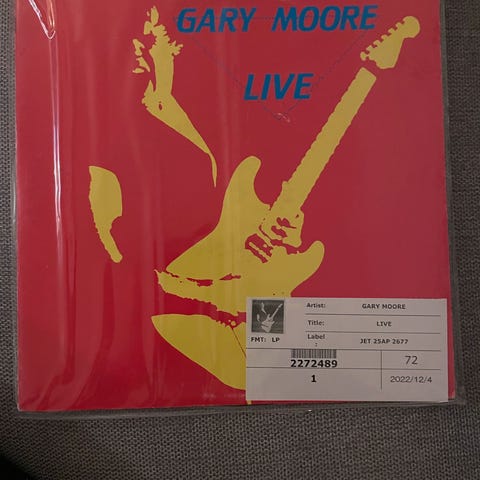 GARY MOORE
LIVE
Artist: GARY MOORE
Title: LIVE
FMT: LP Label : JET 25AP 2677
2272489 72
1 2022/12/4